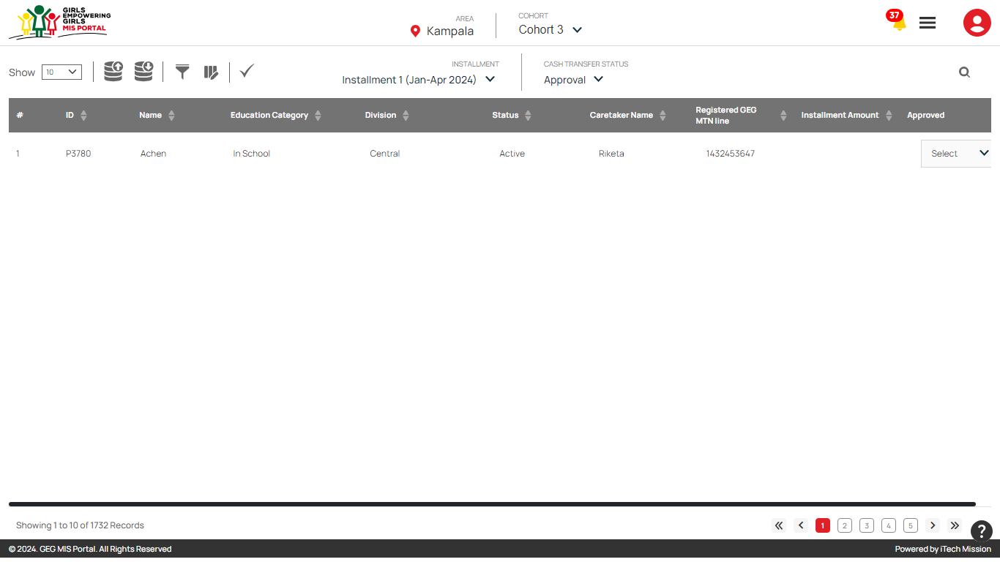 GIRLS
EMPOWERING
GIRLS
MIS PORTAL
AREA
Kampala
COHORT
Cohort 3
37
Show 10
INSTALLMENT
Installment 1 (Jan-Apr 2024)
CASH TRANSFER STATUS
Approval
# ID Name Education Category Division Status Caretaker Name Registered GEG MTN line Installment Amount Approved
1 P3780 Achen In School Central Active Riketa 1432453647 Select
Showing 1 to 10 of 1732 Records
1 2 3 4 5
?
© 2024. GEG MIS Portal. All Rights Reserved
Powered by iTech Mission